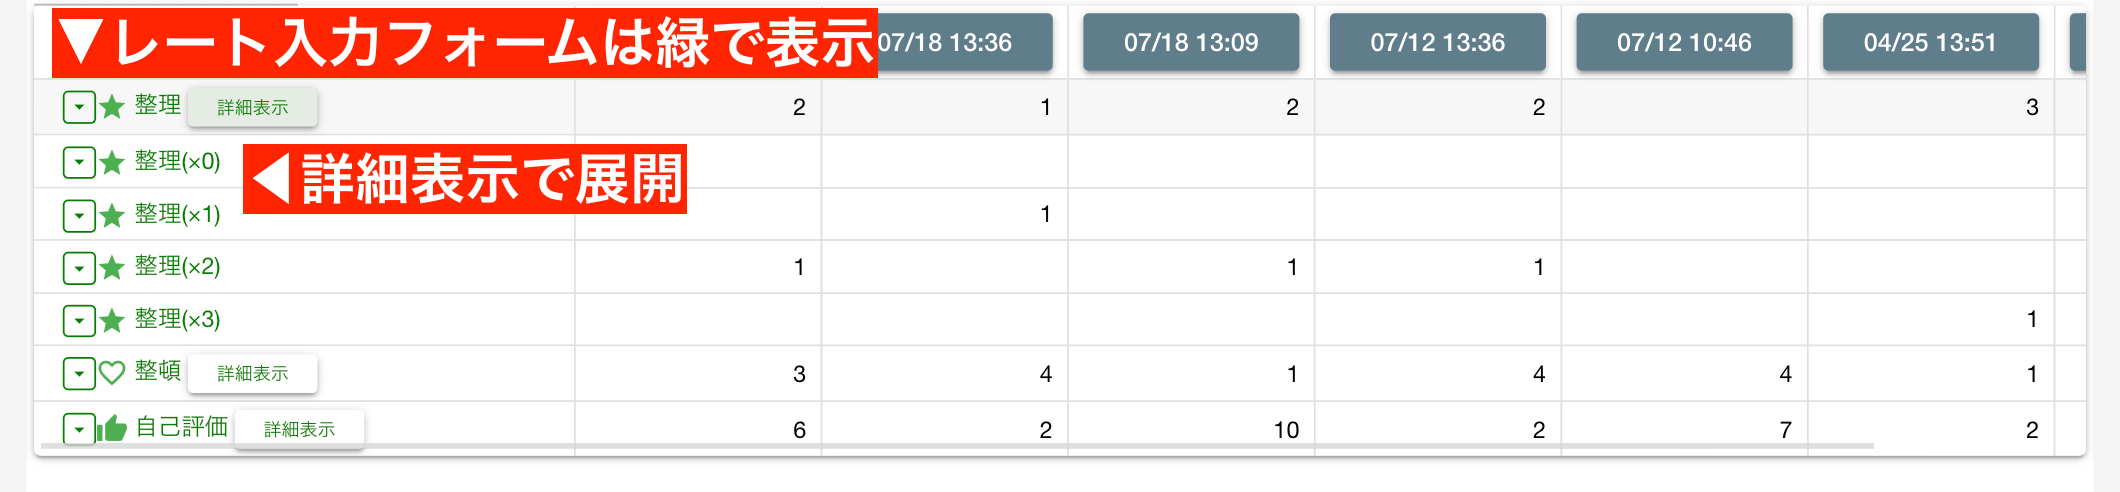 ▼レート入力フォームは緑で表示 07/18 13:36 07/18 13:09 07/12 13:36 07/12 10:46 04/25 13:51
整理 詳細表示 2 1 2 2 3
整理(×0)
◀詳細表示で展開
整理(×1) 1
整理(×2) 1 1 1
整理(×3) 1
整頓 詳細表示 3 4 1 4 4 1
自己評価 詳細表示 6 2 10 2 7 2